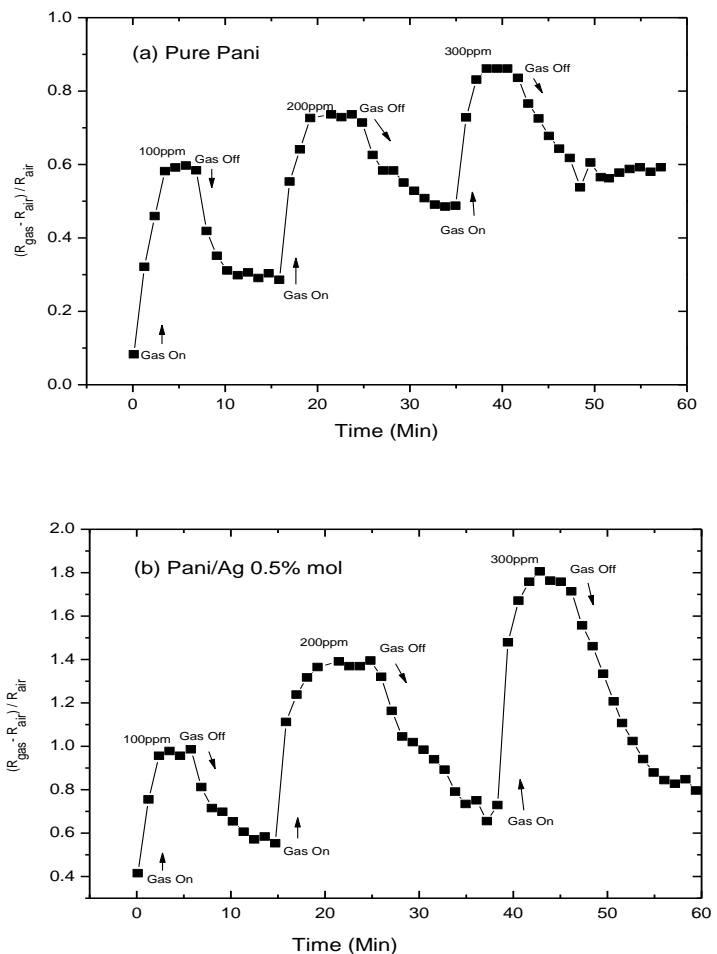 1.0
(a) Pure Pani
300ppm
Gas Off
0.8
200ppm
Gas Off
100ppm
Gas Off
0.6
(R_gas - R_air) / R_air
0.4
Gas On
Gas On
0.2
Gas On
0.0
0 10 20 30 40 50 60
Time (Min)
2.0
(b) Pani/Ag 0.5% mol
300ppm
Gas Off
1.8
1.6
200ppm
Gas Off
1.4
(R_gas - R_air) / R_air
1.2
100ppm
Gas Off
1.0
0.8
Gas On
0.6
Gas On
0.4
Gas On
0 10 20 30 40 50 60
Time (Min)